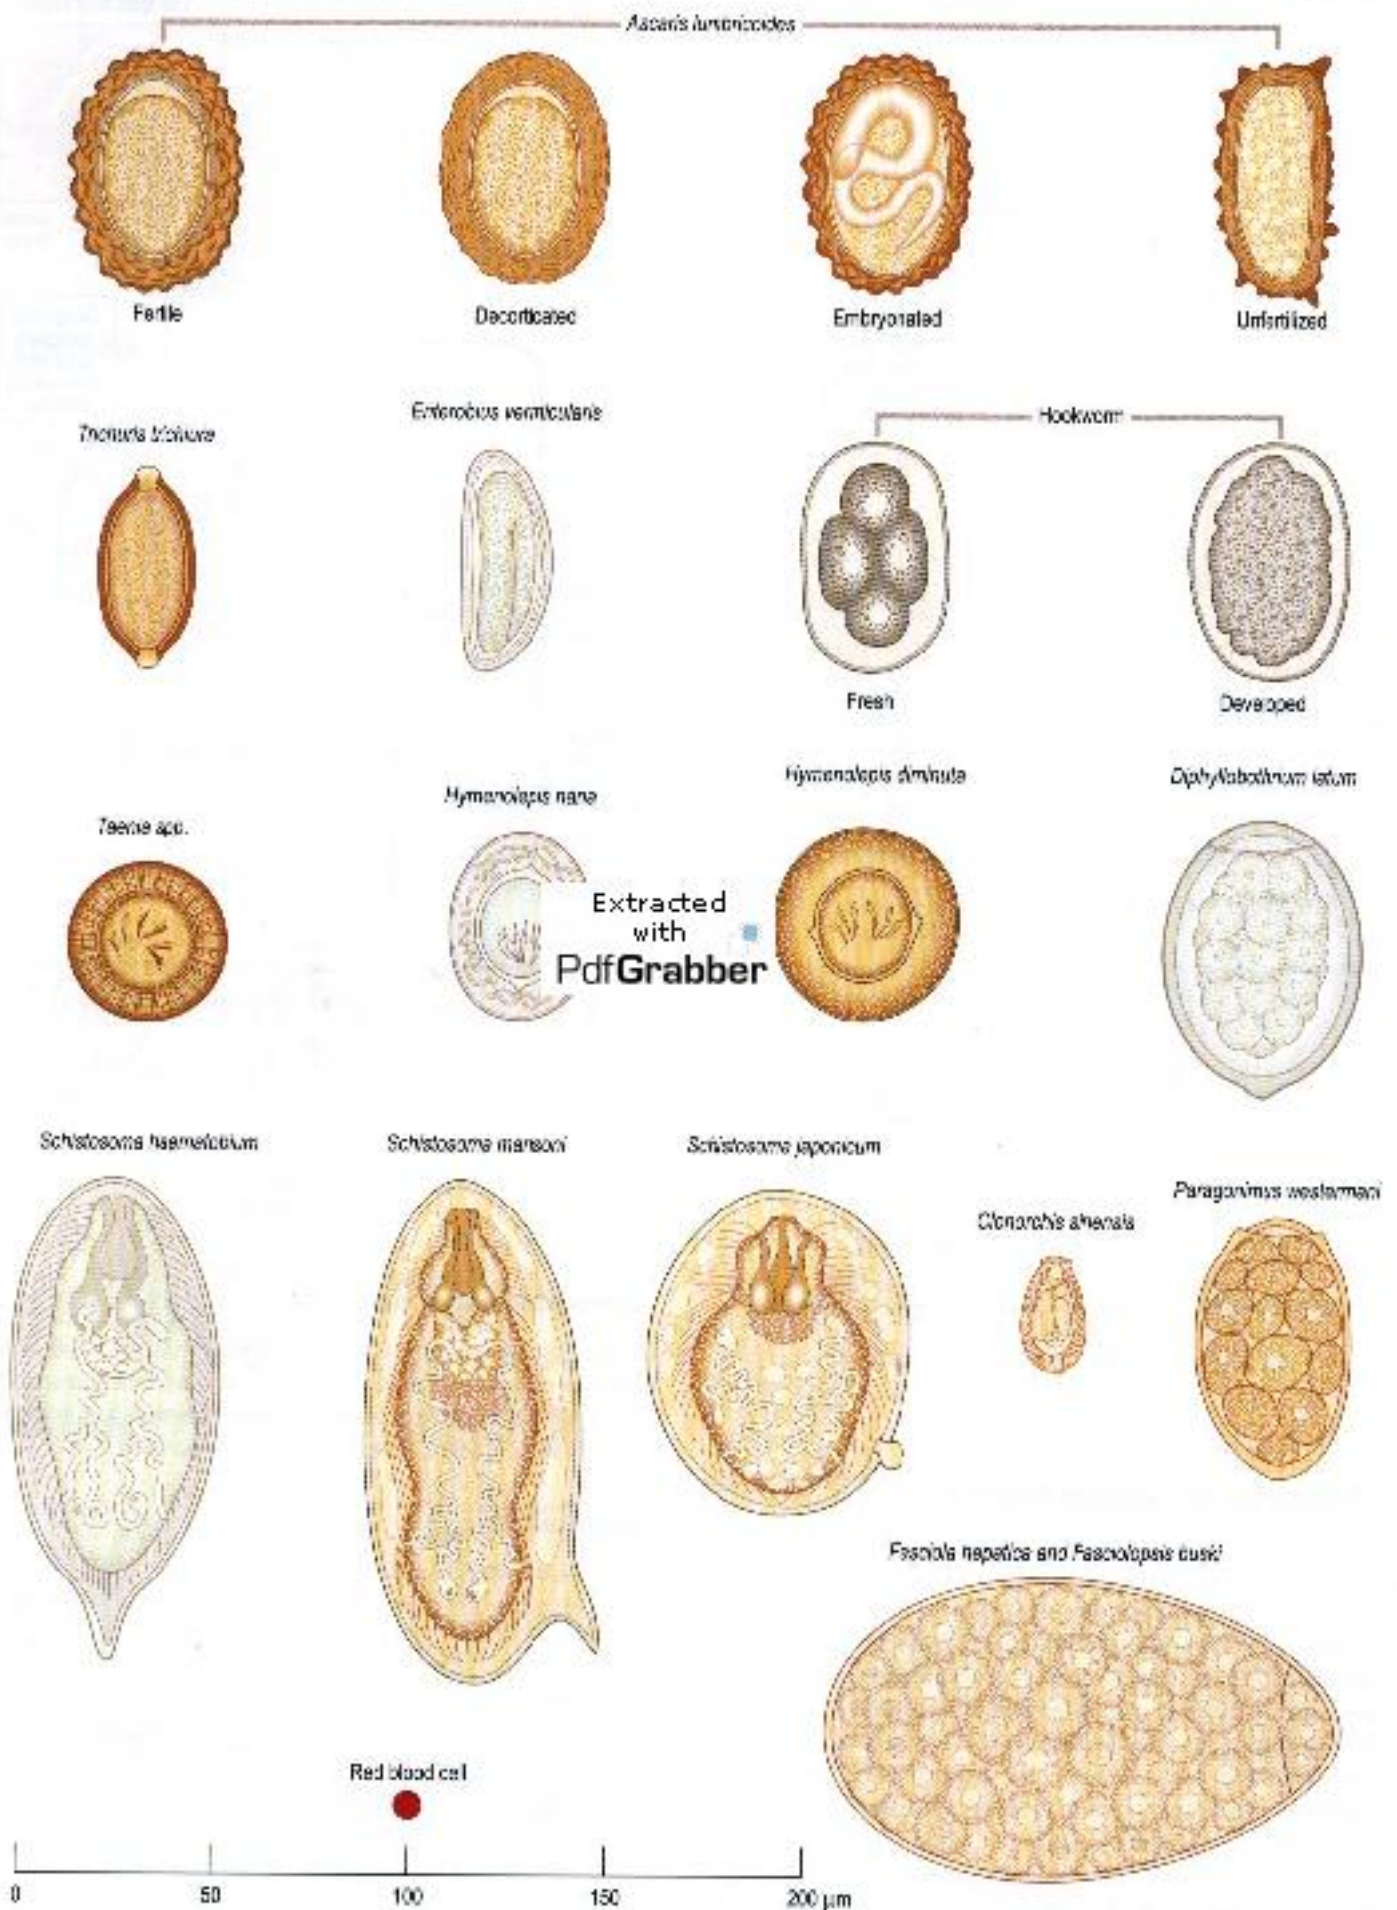 Ascaris lumbricoides
Fertile
Decorticated
Embryonated
Unfertilized
Trichuris trichiura
Enterobius vermicularis
Hookworm
Fresh
Developed
Taenia spp.
Hymenolepis nana
Hymenolepis diminuta
Diphyllobothrium latum
Extracted
with
PdfGrabber
Schistosoma haematobium
Schistosoma mansoni
Schistosoma japonicum
Clonorchis sinensis
Paragonimus westermani
Fasciola hepatica and Fasciolopsis buski
Red blood cell
0 50 100 150 200 µm